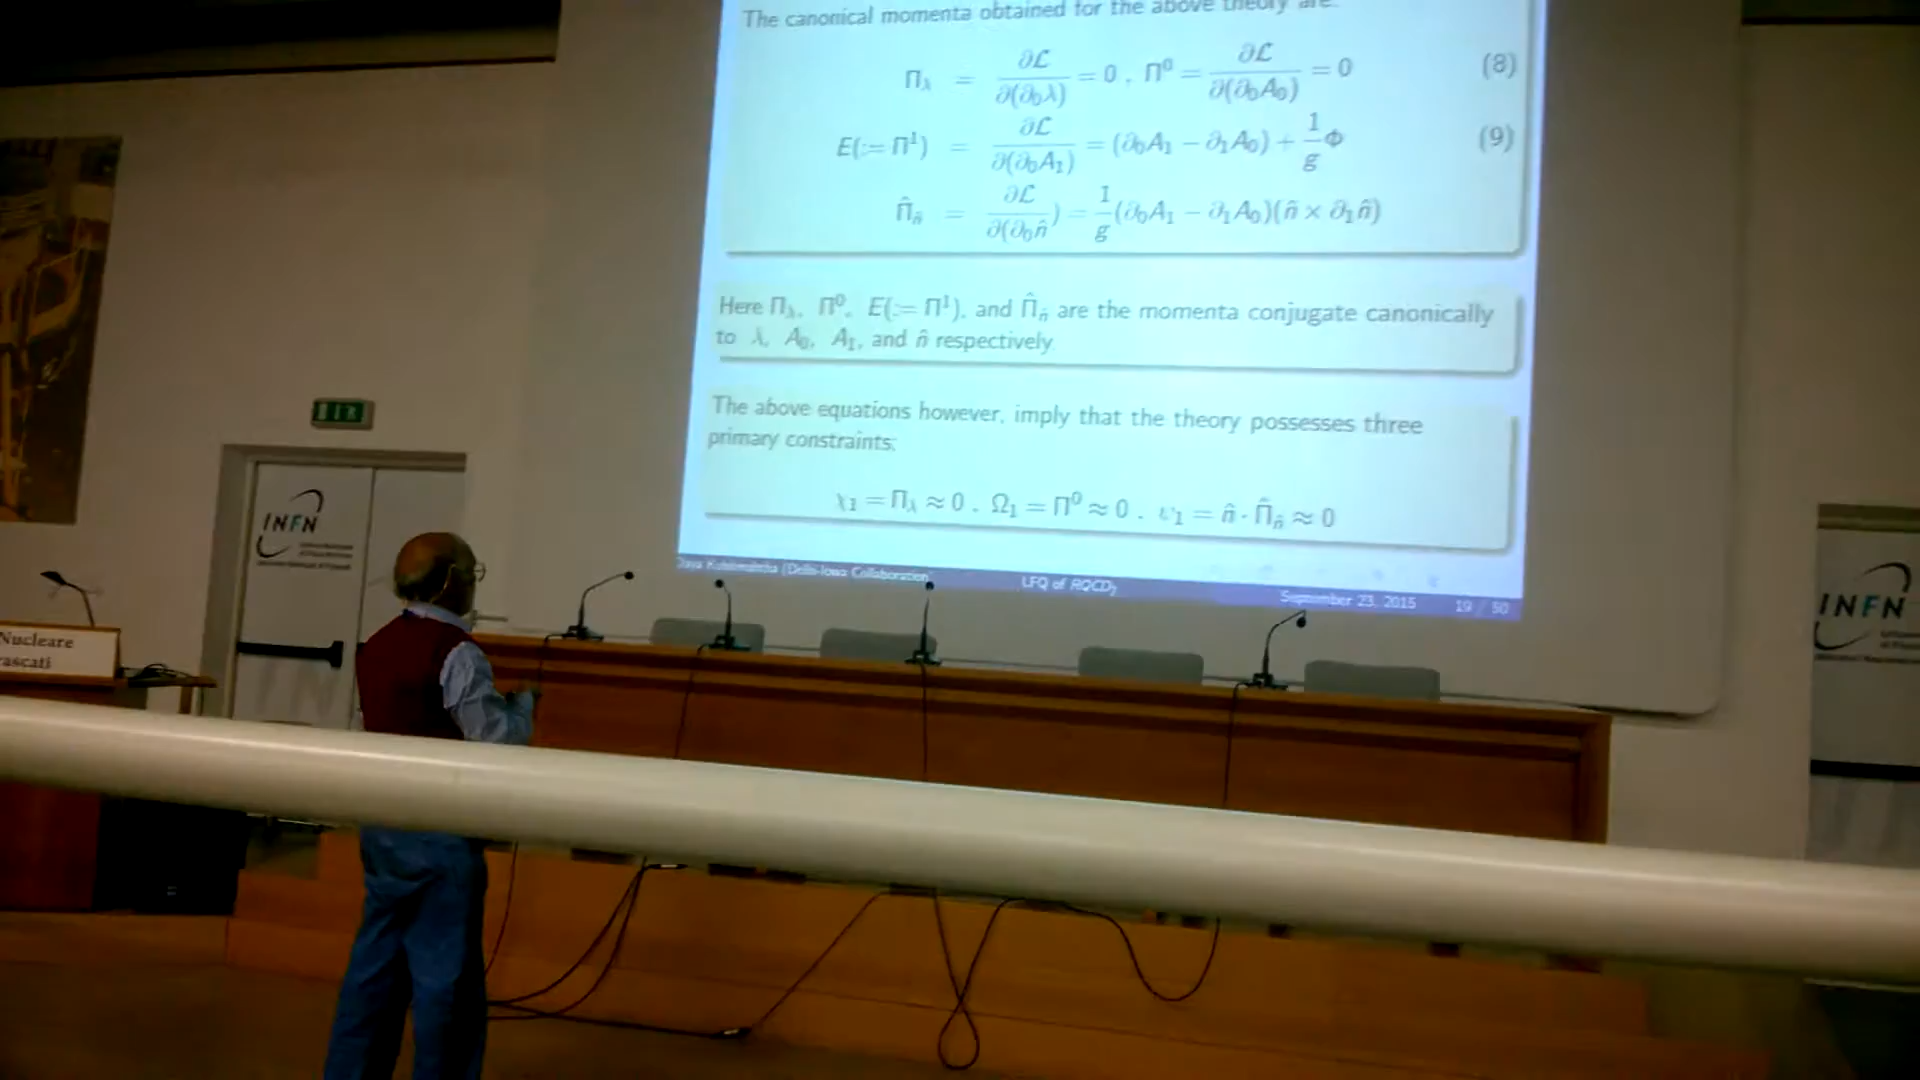 The canonical momenta obtained for the above theory are:
Π_λ = ∂ℒ/∂(∂₀λ) = 0 , Π⁰ = ∂ℒ/∂(∂₀A₀) = 0 (8)
E(:= Π¹) = ∂ℒ/∂(∂₀A₁) = (∂₀A₁ − ∂₁A₀) + 1/g Φ (9)
Π̂_n̂ = ∂ℒ/∂(∂₀n̂) = 1/g (∂₀A₁ − ∂₁A₀)(n̂ × ∂₁n̂)
Here Π_λ, Π⁰, E(:= Π¹), and Π̂_n̂ are the momenta conjugate canonically
to λ, A₀, A₁, and n̂ respectively.
The above equations however, imply that the theory possesses three
primary constraints:
χ₁ = Π_λ ≈ 0 , Ω₁ = Π⁰ ≈ 0 , ψ₁ = n̂ · Π̂_n̂ ≈ 0
(Delhi-Iowa Collaboration)
LFQ of RQCD₂
September 23, 2015
19 / 50
INFN
Nucleare
rascati
INFN